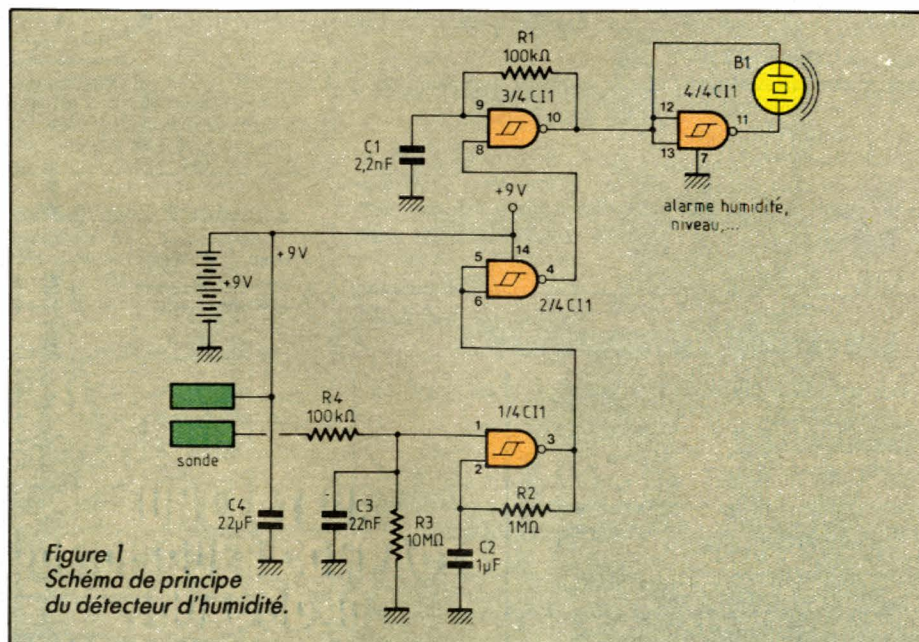 R1
100kΩ
3/4 CI1
9
10
8
C1
2,2nF
4/4 CI1
B1
12
11
13
7
alarme humidité,
niveau,...
+9V
+9V
14
5
4
6
2/4 CI1
+9V
R4
100kΩ
1/4 CI1
1
3
2
sonde
C4
22µF
C3
22nF
R3
10MΩ
R2
1MΩ
C2
1µF
Figure 1
Schéma de principe
du détecteur d'humidité.